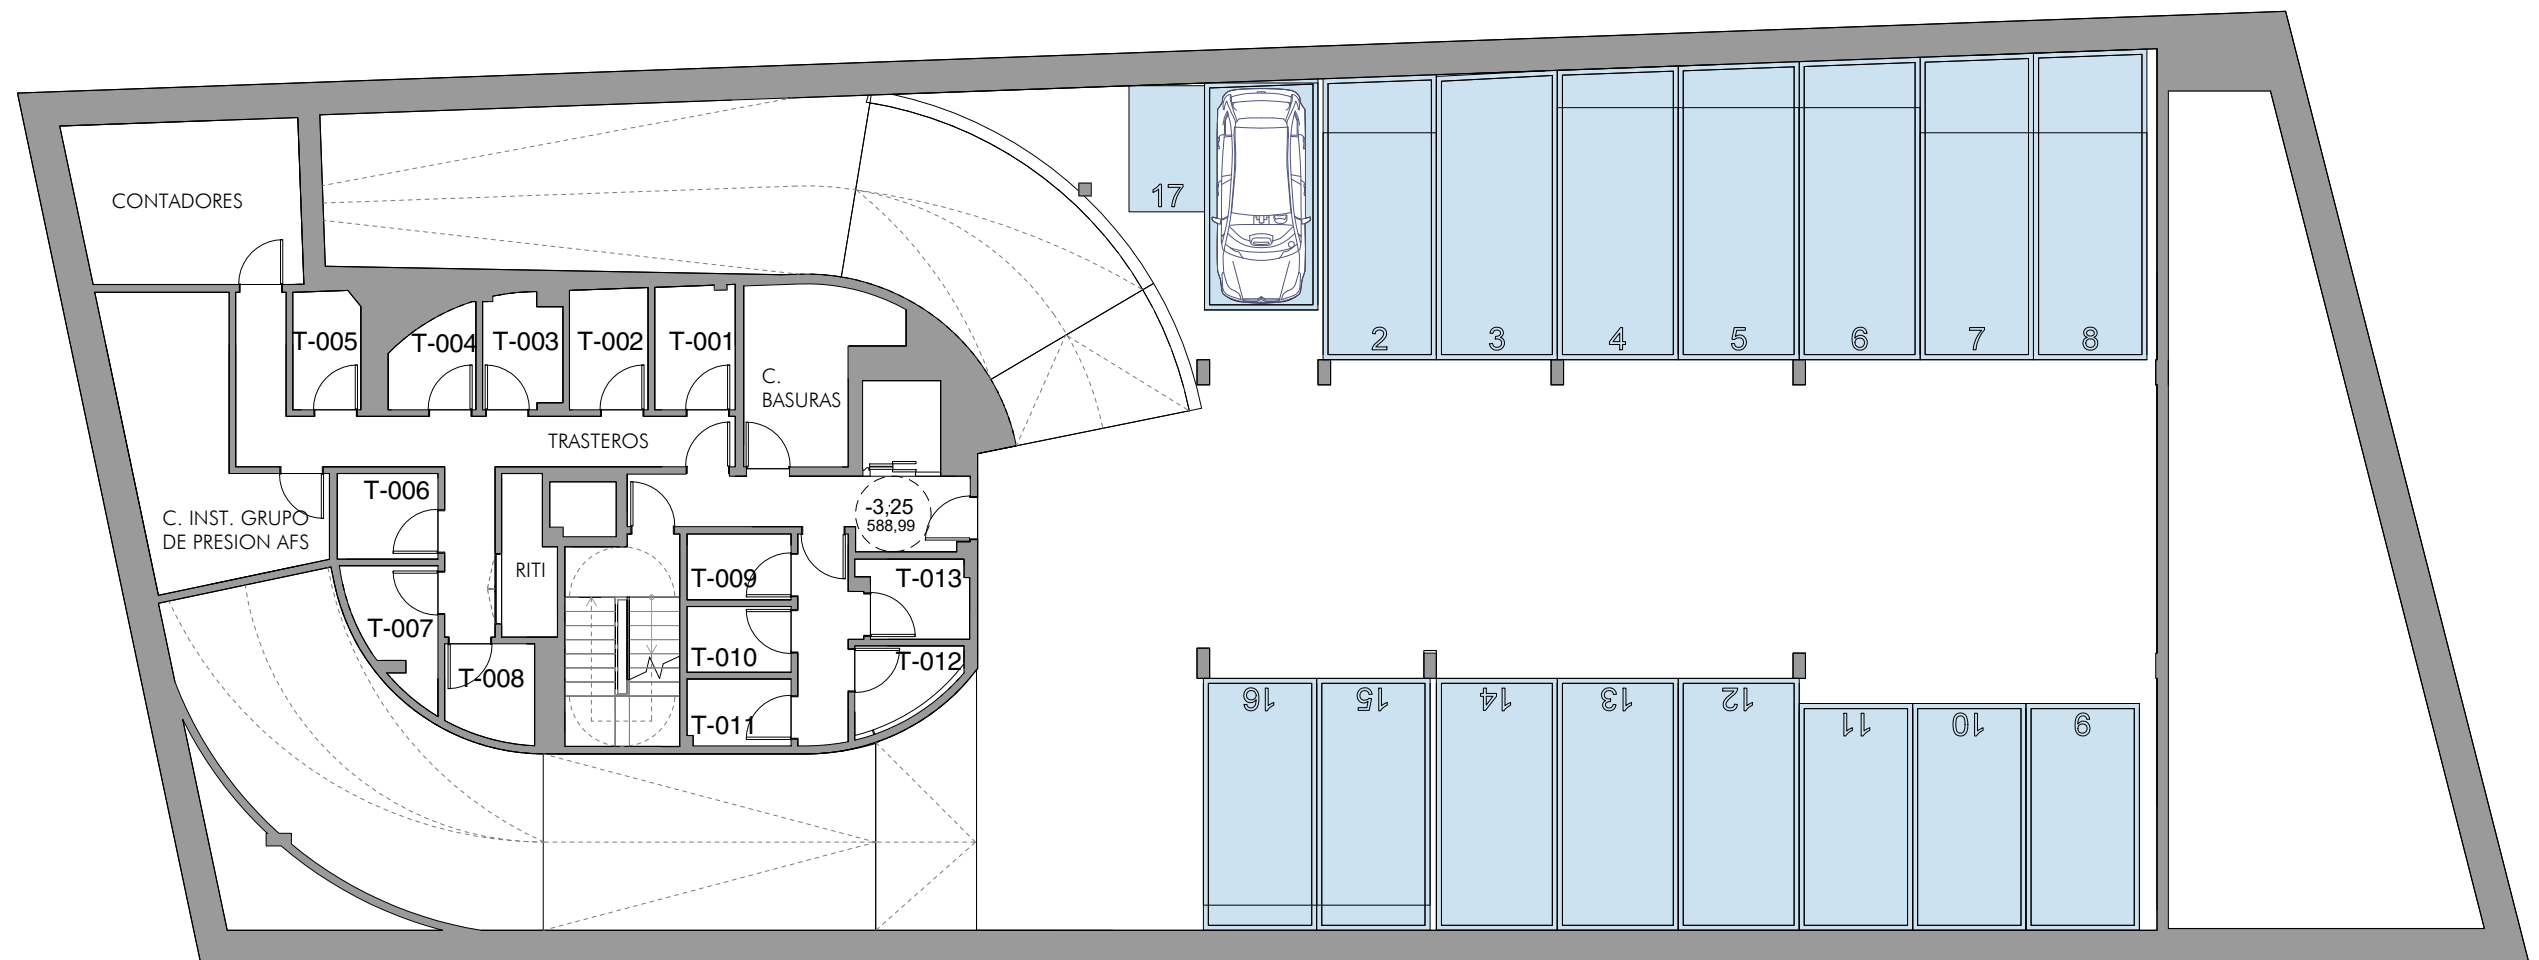 CONTADORES
17
2
3
4
5
6
7
8
T-005
T-004
T-003
T-002
T-001
C.
BASURAS
TRASTEROS
T-006
C. INST. GRUPO
DE PRESION AFS
-3,25
588,99
RITI
T-009
T-013
T-007
T-010
T-012
T-008
T-011
16
15
14
13
12
11
10
9